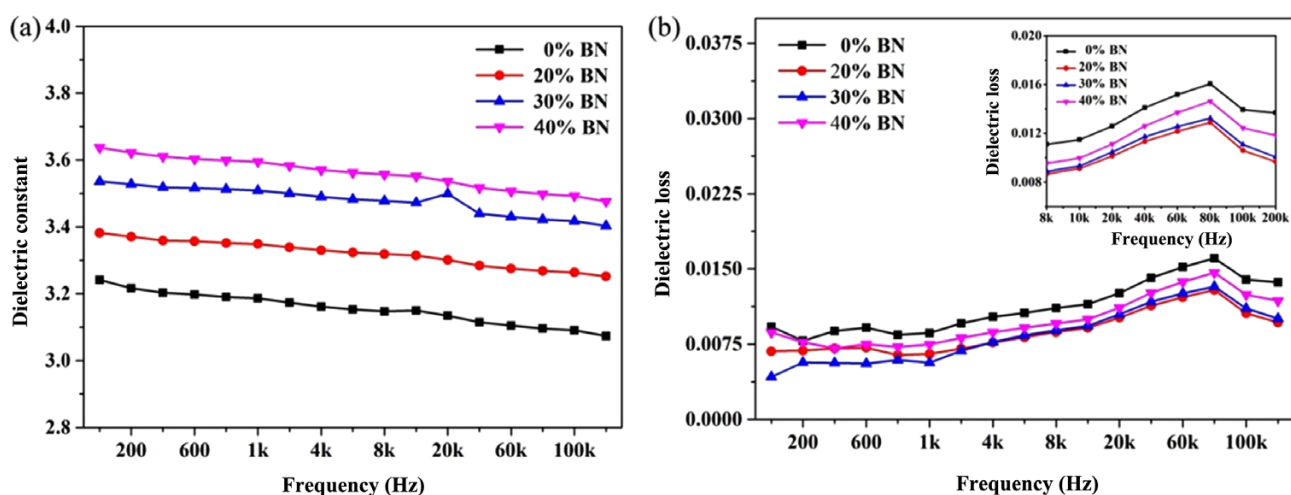 (a)
4.0
3.8
3.6
3.4
3.2
3.0
2.8
Dielectric constant
0% BN
20% BN
30% BN
40% BN
200 600 1k 4k 8k 20k 60k 100k
Frequency (Hz)
(b)
0.0375
0.0300
0.0225
0.0150
0.0075
0.0000
Dielectric loss
0% BN
20% BN
30% BN
40% BN
200 600 1k 4k 8k 20k 60k 100k
Frequency (Hz)
0.020
0.016
0.012
0.008
Dielectric loss
0% BN
20% BN
30% BN
40% BN
8k 10k 20k 40k 60k 80k 100k 200k
Frequency (Hz)